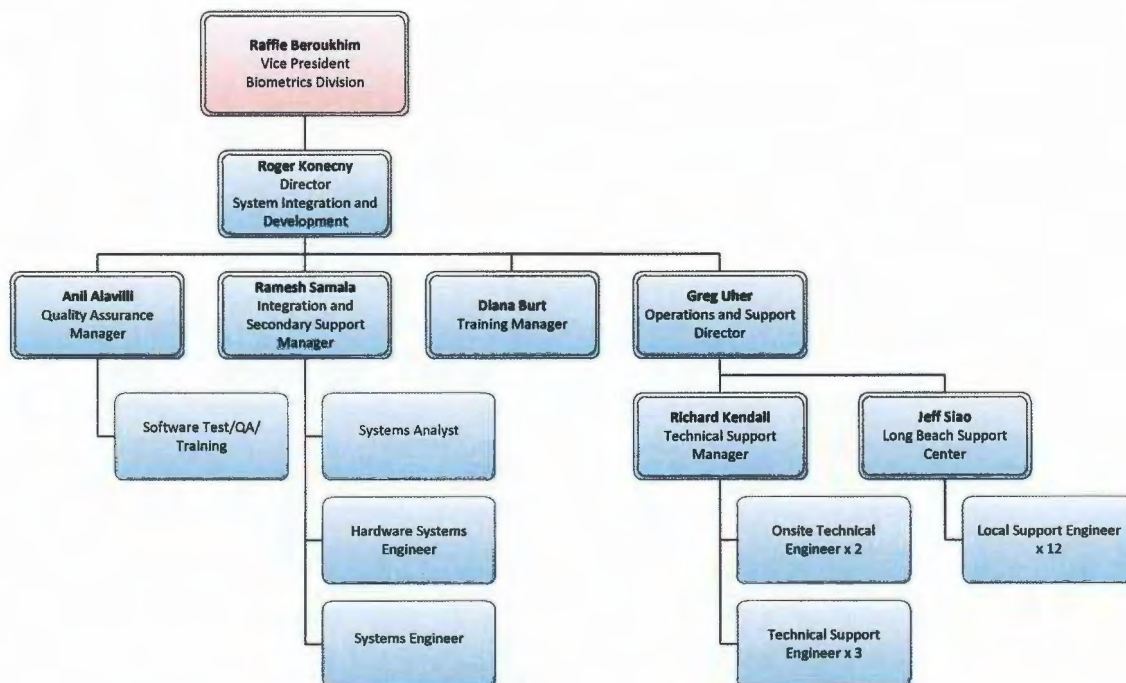 Raffie Beroukhim
Vice President
Biometrics Division
Roger Konecny
Director
System Integration and
Development
Anil Alavilli
Quality Assurance
Manager
Ramesh Samala
Integration and
Secondary Support
Manager
Diana Burt
Training Manager
Greg Uher
Operations and Support
Director
Software Test/QA/
Training
Systems Analyst
Richard Kendall
Technical Support
Manager
Jeff Siao
Long Beach Support
Center
Hardware Systems
Engineer
Onsite Technical
Engineer x 2
Local Support Engineer
x 12
Systems Engineer
Technical Support
Engineer x 3